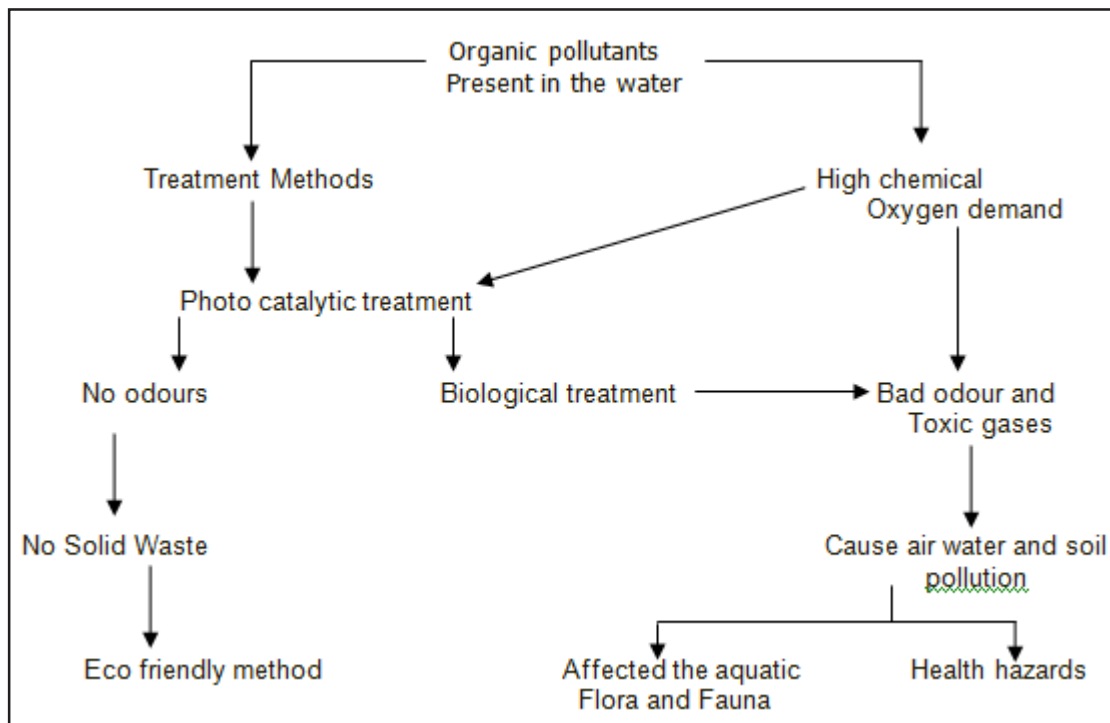 Organic pollutants
Present in the water
Treatment Methods
High chemical
Oxygen demand
Photo catalytic treatment
No odours
Biological treatment
Bad odour and
Toxic gases
No Solid Waste
Cause air water and soil
pollution
Eco friendly method
Affected the aquatic
Flora and Fauna
Health hazards